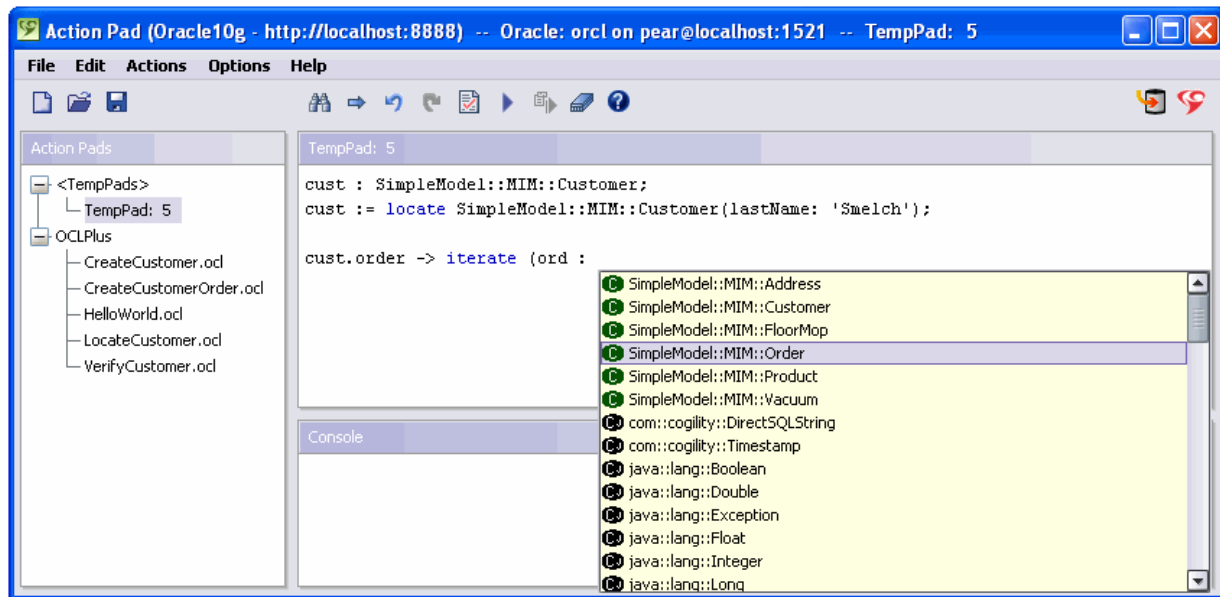 Action Pad (Oracle10g - http://localhost:8888) -- Oracle: orcl on pear@localhost:1521 -- TempPad: 5
File Edit Actions Options Help
Action Pads
<TempPads>
TempPad: 5
OCLPlus
CreateCustomer.ocl
CreateCustomerOrder.ocl
HelloWorld.ocl
LocateCustomer.ocl
VerifyCustomer.ocl
TempPad: 5
cust : SimpleModel::MIM::Customer;
cust := locate SimpleModel::MIM::Customer(lastName: 'Smelch');
cust.order -> iterate (ord :
SimpleModel::MIM::Address
SimpleModel::MIM::Customer
SimpleModel::MIM::FloorMop
SimpleModel::MIM::Order
SimpleModel::MIM::Product
SimpleModel::MIM::Vacuum
com::cogility::DirectSQLString
com::cogility::Timestamp
java::lang::Boolean
java::lang::Double
java::lang::Exception
java::lang::Float
java::lang::Integer
java::lang::Long
Console